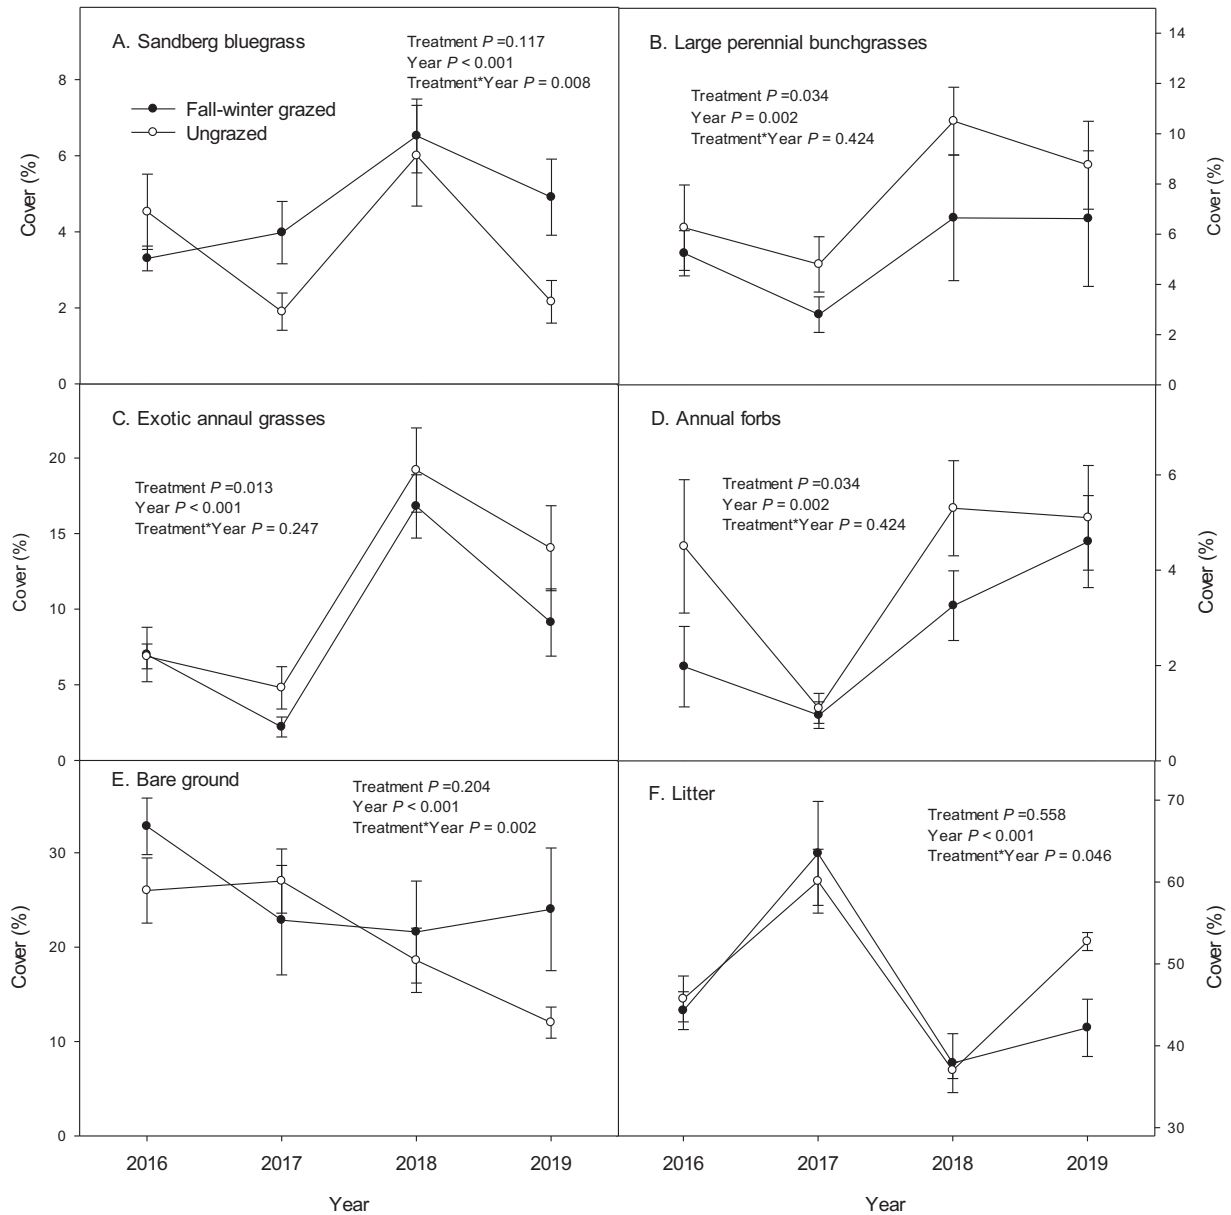 A. Sandberg bluegrass
Treatment P =0.117
Year P < 0.001
Treatment*Year P = 0.008
Fall-winter grazed
Ungrazed
Cover (%)
8
6
4
2
0
B. Large perennial bunchgrasses
Treatment P =0.034
Year P = 0.002
Treatment*Year P = 0.424
Cover (%)
14
12
10
8
6
4
2
0
C. Exotic annaul grasses
Treatment P =0.013
Year P < 0.001
Treatment*Year P = 0.247
Cover (%)
20
15
10
5
0
D. Annual forbs
Treatment P =0.034
Year P = 0.002
Treatment*Year P = 0.424
Cover (%)
6
4
2
0
E. Bare ground
Treatment P =0.204
Year P < 0.001
Treatment*Year P = 0.002
Cover (%)
30
20
10
0
2016 2017 2018 2019
Year
F. Litter
Treatment P =0.558
Year P < 0.001
Treatment*Year P = 0.046
Cover (%)
70
60
50
40
30
2016 2017 2018 2019
Year